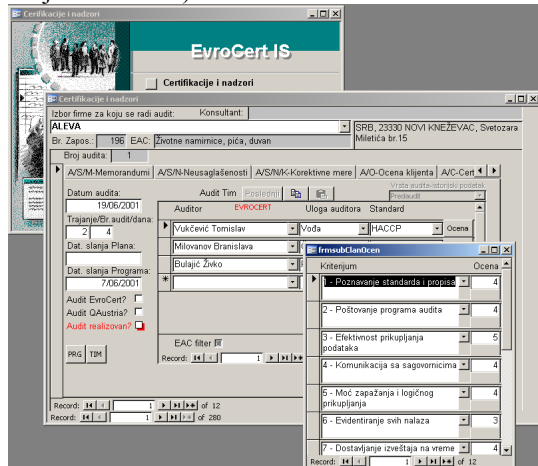 Cerifikacije i nadzori
EvroCert IS
Certifikacije i nadzori
Certifikacije i nadzori
Izbor firme za koju se radi audit: Konsultant:
ALEVA
SRB, 23330 NOVI KNEŽEVAC, Svetozara
Miletića br.15
Br. Zapos.: 196 EAC: Životne namirnice, pića, duvan
Broj audita: 1
A/S/M-Memorandumi A/S/N-Neusaglašenosti A/S/N/K-Korektivne mere A/O-Ocena klijenta A/C-Cert
Datum audita:
19/06/2001
Trajanje/Br.audit/dana:
2 4
Dat. slanja Plana:
Dat. slanja Programa:
7/06/2001
Audit EvroCert?
Audit QAustria?
Audit realizovan?
PRG TIM
Audit Tim Poslednji
Vrsta audita-istorijski podatak
Predaudit
Auditor EVROCERT Uloga auditora Standard
Vukčević Tomislav Vođa HACCP Ocena
Milovanov Branislava
Bulajić Živko
EAC filter
Record: 1
Record: 1 of 12
Record: 1 of 280
frmsubClanOcen
Kriterijum Ocena
1 - Poznavanje standarda i propisa 4
2 - Poštovanje programa audita 4
3 - Efektivnost prikupljanja
podataka 5
4 - Komunikacija sa sagovornicima 4
5 - Moć zapažanja i logičnog
prikupljanja 4
6 - Evidentiranje svih nalaza 3
7 - Dostavljanje izveštaja na vreme 4
Record: 1 of 12